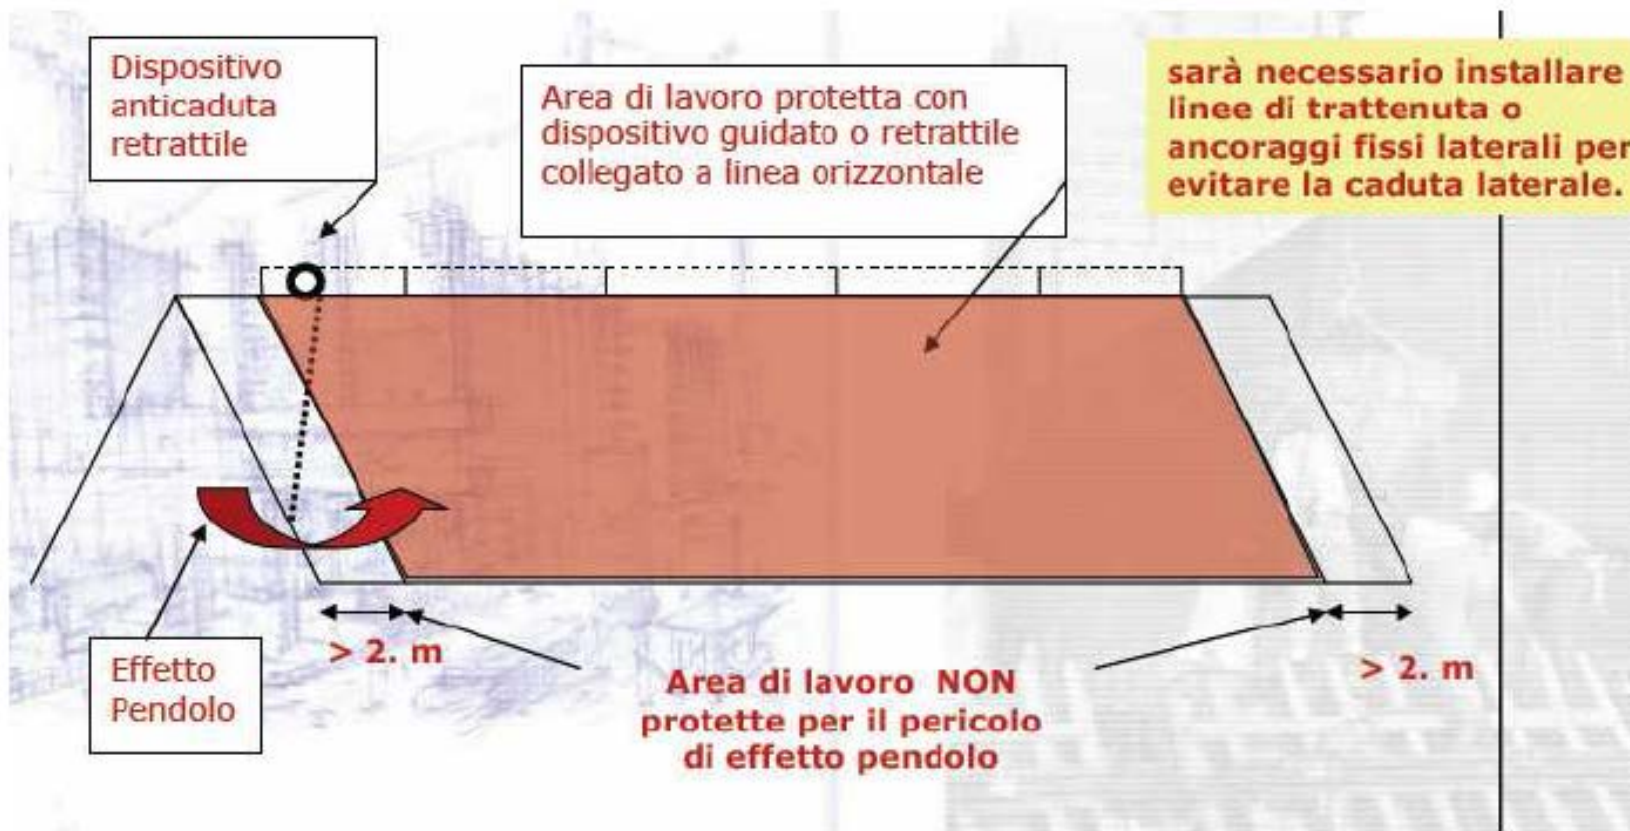 Dispositivo
anticaduta
retrattile
Area di lavoro protetta con
dispositivo guidato o retrattile
collegato a linea orizzontale
sarà necessario installare
linee di trattenuta o
ancoraggi fissi laterali per
evitare la caduta laterale.
Effetto
Pendolo
> 2. m
Area di lavoro NON
protette per il pericolo
di effetto pendolo
> 2. m